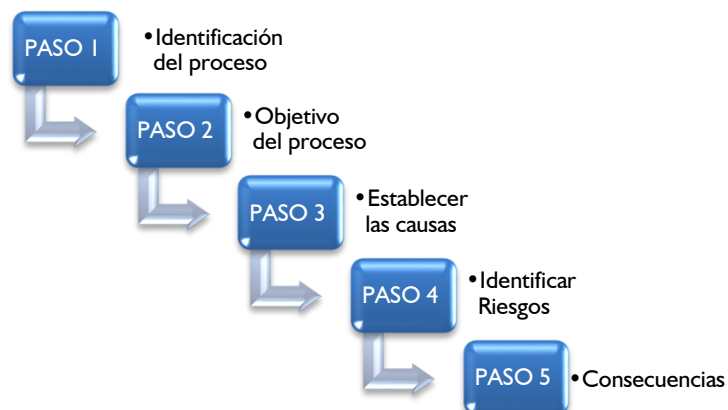 PASO 1
•Identificación
del proceso
PASO 2
•Objetivo
del proceso
PASO 3
•Establecer
las causas
PASO 4
•Identificar
Riesgos
PASO 5
•Consecuencias